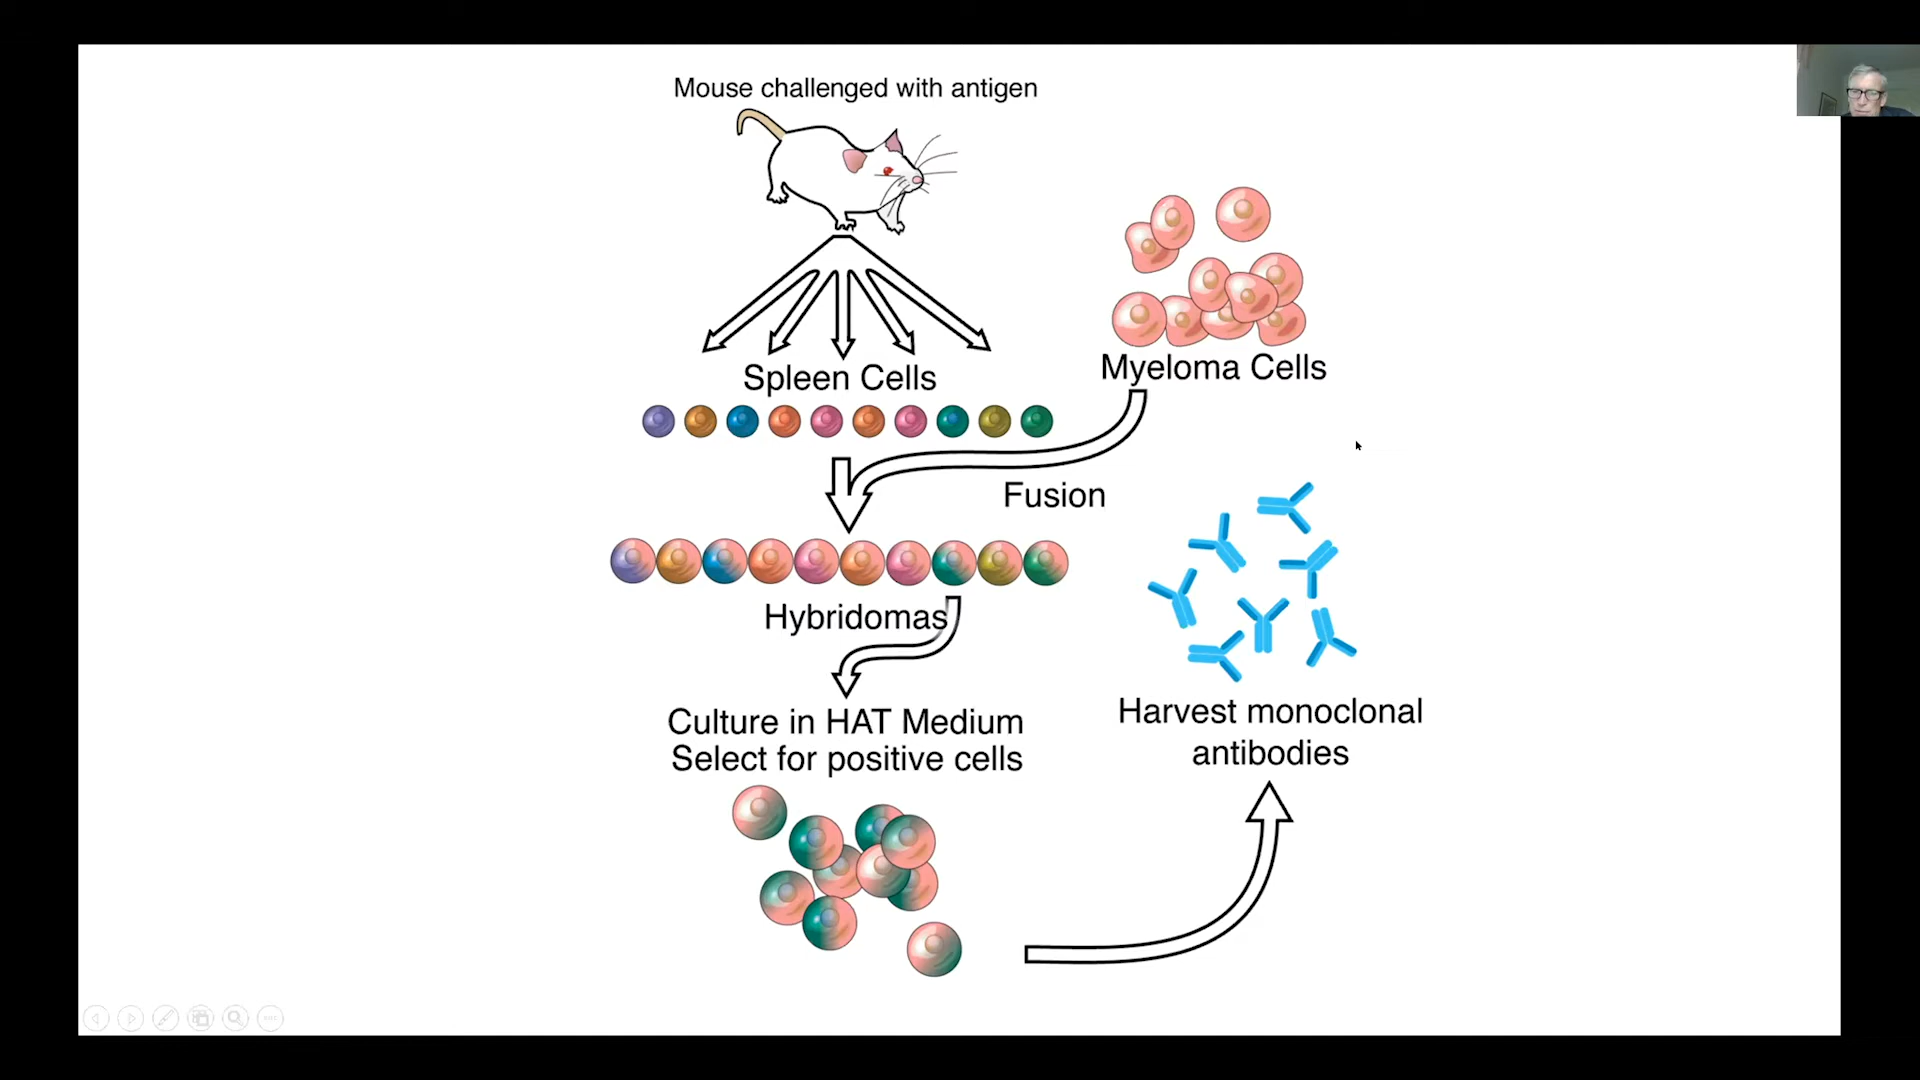 Mouse challenged with antigen
Spleen Cells
Myeloma Cells
Fusion
Hybridomas
Culture in HAT Medium
Select for positive cells
Harvest monoclonal
antibodies